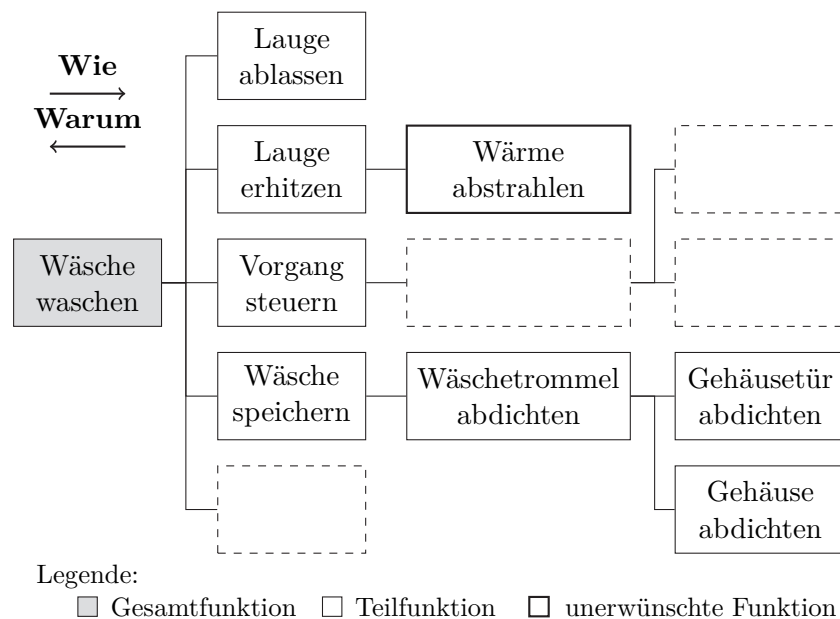 Wie
Warum
Lauge
ablassen
Lauge
erhitzen
Wärme
abstrahlen
Wäsche
waschen
Vorgang
steuern
Wäsche
speichern
Wäschetrommel
abdichten
Gehäusetür
abdichten
Gehäuse
abdichten
Legende:
Gesamtfunktion Teilfunktion unerwünschte Funktion